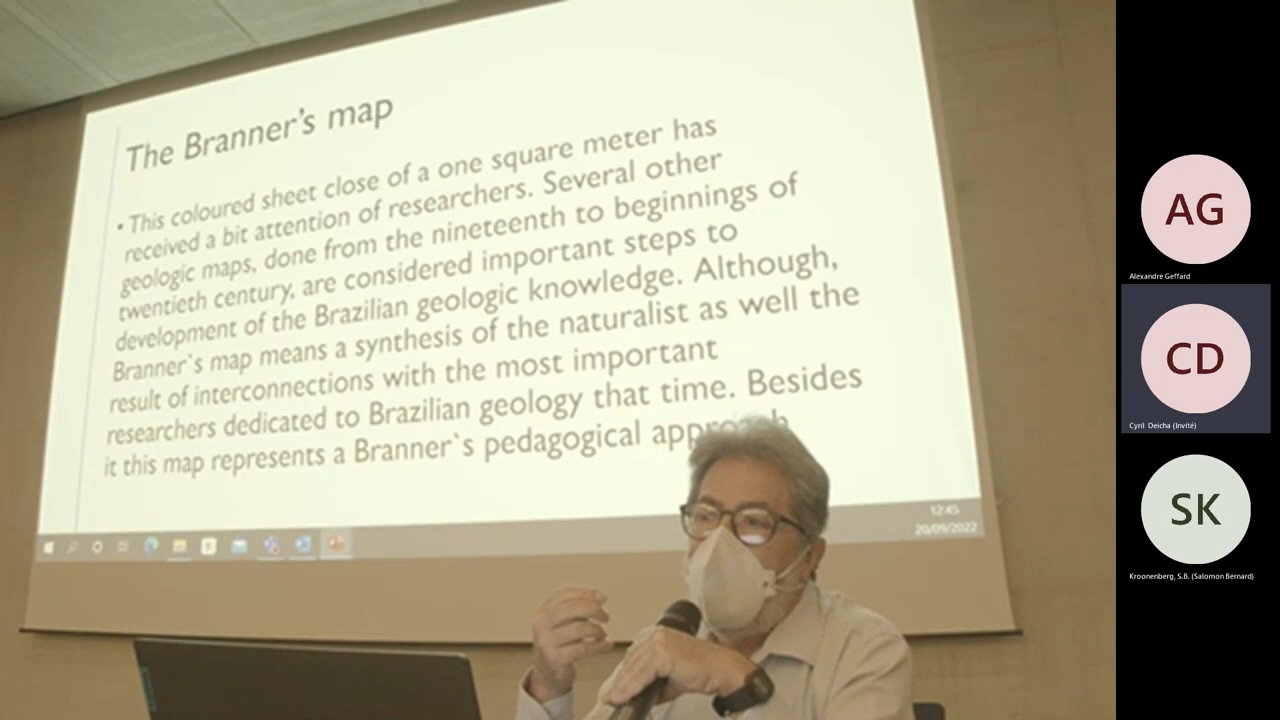 The Branner's map
• This coloured sheet close of a one square meter has
received a bit attention of researchers. Several other
geologic maps, done from the nineteenth to beginnings of
twentieth century, are considered important steps to
development of the Brazilian geologic knowledge. Although,
Branner`s map means a synthesis of the naturalist as well the
result of interconnections with the most important
researchers dedicated to Brazilian geology that time. Besides
it this map represents a Branner`s pedagogical approach
12:45
20/09/2022
AG
Alexandre Geffard
CD
Cyril Deicha (Invité)
SK
Kroonenberg, S.B. (Salomon Bernard)